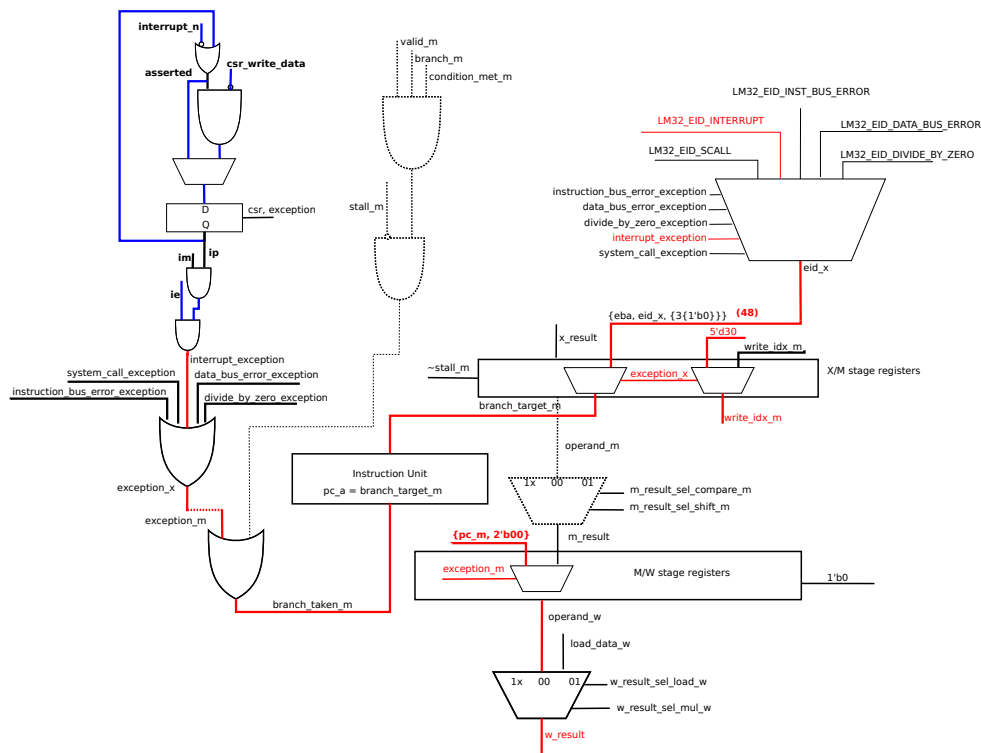 interrupt_n
valid_m
branch_m
csr_write_data
asserted
condition_met_m
LM32_EID_INST_BUS_ERROR
LM32_EID_INTERRUPT
LM32_EID_DATA_BUS_ERROR
LM32_EID_SCALL
LM32_EID_DIVIDE_BY_ZERO
instruction_bus_error_exception
data_bus_error_exception
divide_by_zero_exception
interrupt_exception
system_call_exception
D
Q
csr, exception
stall_m
im
ip
ie
eid_x
{eba, eid_x, {3{1'b0}}} (48)
x_result
5'd30
write_idx_m
interrupt_exception
system_call_exception
data_bus_error_exception
instruction_bus_error_exception
divide_by_zero_exception
~stall_m
exception_x
X/M stage registers
branch_target_m
write_idx_m
operand_m
Instruction Unit
pc_a = branch_target_m
exception_x
1x 00 01
m_result_sel_compare_m
m_result_sel_shift_m
exception_m
{pc_m, 2'b00}
m_result
exception_m
M/W stage registers
1'b0
branch_taken_m
operand_w
load_data_w
1x 00 01
w_result_sel_load_w
w_result_sel_mul_w
w_result